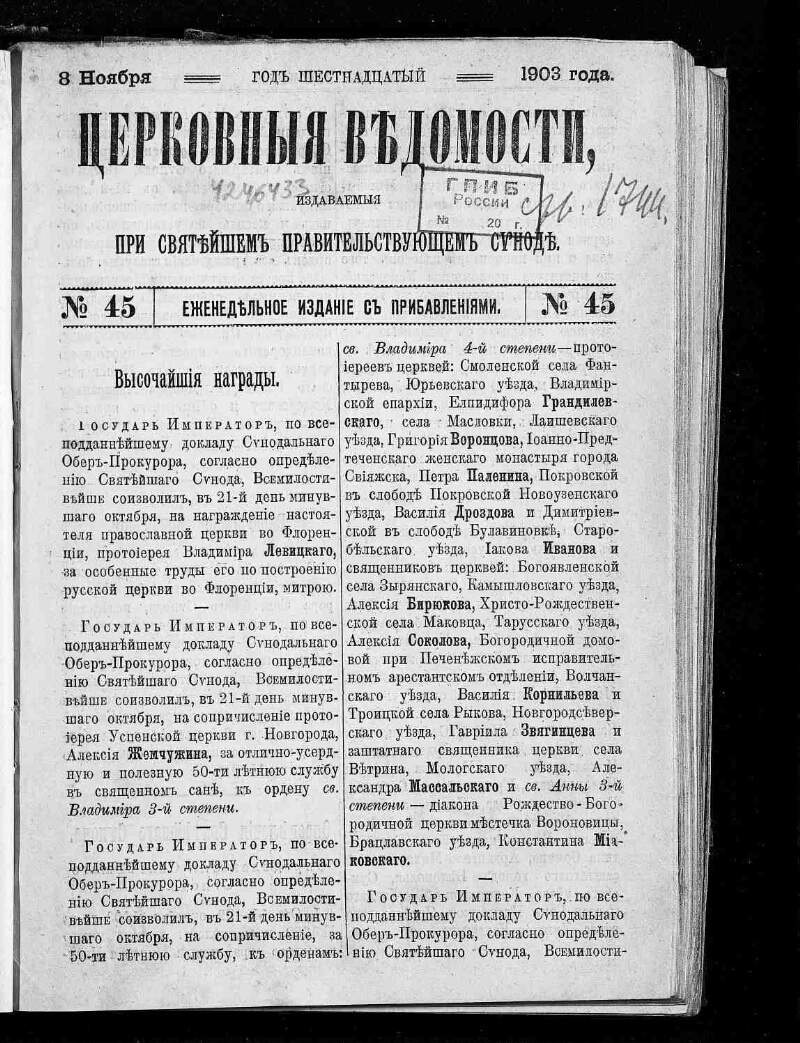 8 Ноября ГОДЪ ШЕСТНАДЦАТЫЙ 1903 года.
ЦЕРКОВНЫЯ ВѢДОМОСТИ,
4246433
ИЗДАВАЕМЫЯ
ГПИБ
России
№ 20 г.
ПРИ СВЯТѢЙШЕМЪ ПРАВИТЕЛЬСТВУЮЩЕМЪ СѴНОДѢ.
№ 45 ЕЖЕНЕДѢЛЬНОЕ ИЗДАНІЕ СЪ ПРИБАВЛЕНІЯМИ. № 45
Высочайшія награды.
Государь Императоръ, по все-
подданнѣйшему докладу Сѵнодальнаго
Оберъ-Прокурора, согласно опредѣле-
нію Святѣйшаго Сѵнода, Всемилости-
вѣйше соизволилъ, въ 21-й день минув-
шаго октября, на награжденіе настоя-
теля православной церкви во Флорен-
ціи, протоіерея Владиміра Левицкаго,
за особенные труды его по построенію
русской церкви во Флоренціи, митрою.
Государь Императоръ, по все-
подданнѣйшему докладу Сѵнодальнаго
Оберъ-Прокурора, согласно опредѣле-
нію Святѣйшаго Сѵнода, Всемилости-
вѣйше соизволилъ, въ 21-й день минув-
шаго октября, на сопричисленіе прото-
іерея Успенской церкви г. Новгорода,
Алексія Жемчужина, за отлично-усерд-
ную и полезную 50-ти лѣтнюю службу
въ священномъ санѣ, къ ордену св.
Владиміра 3-й степени.
Государь Императоръ, по все-
подданнѣйшему докладу Сѵнодальнаго
Оберъ-Прокурора, согласно опредѣле-
нію Святѣйшаго Сѵнода, Всемилости-
вѣйше соизволилъ, въ 21-й день минув-
шаго октября, на сопричисленіе, за
50-ти лѣтнюю службу, къ орденамъ:
св. Владиміра 4-й степени—прото-
іереевъ церквей: Смоленской села Фан-
тырева, Юрьевскаго уѣзда, Владимір-
ской епархіи, Елпидифора Грандилев-
скаго, села Масловки, Лаишевскаго
уѣзда, Григорія Воронцова, Іоанно-Пред-
теченскаго женскаго монастыря города
Свіяжска, Петра Паленина, Покровской
въ слободѣ Покровской Новоузенскаго
уѣзда, Василія Дроздова и Димитріев-
ской въ слободѣ Булавиновкѣ, Старо-
бѣльскаго уѣзда, Іакова Иванова и
священниковъ церквей: Богоявленской
села Зырянскаго, Камышловскаго уѣзда,
Алексія Бирюкова, Христо-Рождествен-
ской села Маковца, Тарусскаго уѣзда,
Алексія Соколова, Богородичной домо-
вой при Печенѣжскомъ исправитель-
номъ арестантскомъ отдѣленіи, Волчан-
скаго уѣзда, Василія Корнильева и
Троицкой села Рыкова, Новгородсѣвер-
скаго уѣзда, Гавріила Звягинцева и
заштатнаго священника церкви села
Вѣтрина, Мологскаго уѣзда, Але-
ксандра Массальскаго и св. Анны 3-й
степени — діакона Рождество-Бого-
родичной церкви мѣстечка Вороновицы,
Брацлавскаго уѣзда, Константина Міа-
ковскаго.
Государь Императоръ, по все-
подданнѣйшему докладу Сѵнодальнаго
Оберъ-Прокурора, согласно опредѣле-
нію Святѣйшаго Сѵнода, Всемилости-